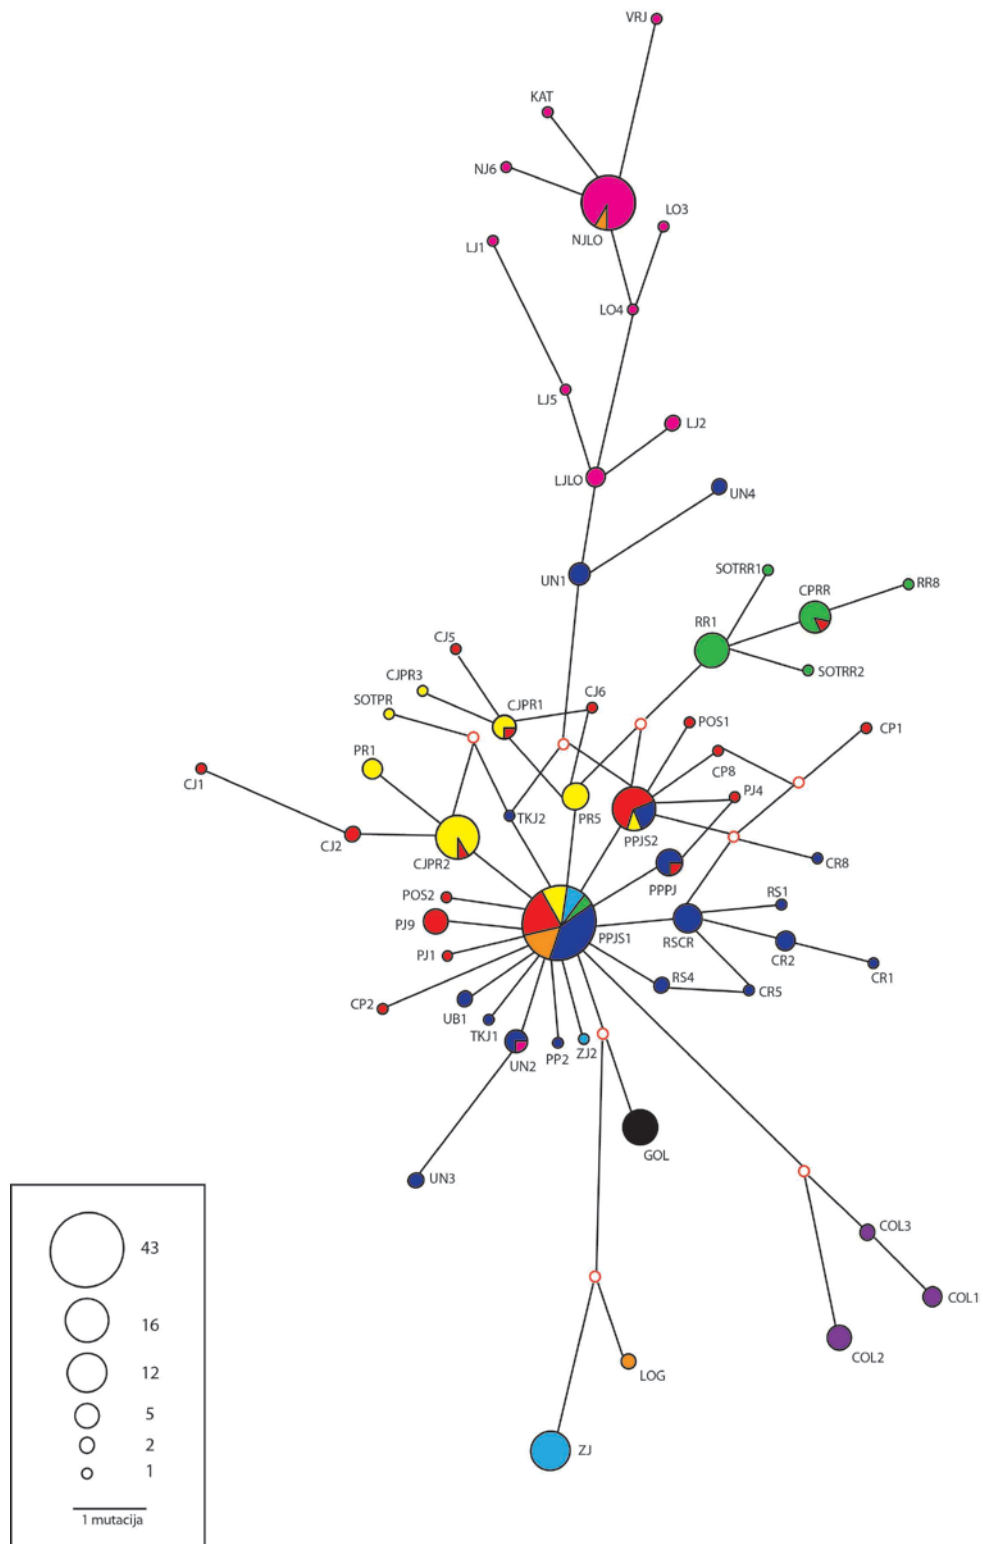 VRJ
KAT
NJ6
LO3
NJLO
LJ1
LO4
LJ5
LJ2
LJLO
UN4
UN1
SOTRR1
CPRR
RR8
RR1
SOTRR2
CJ5
CJPR3
SOTPR
CJPR1
CJ6
POS1
CP1
PR1
CP8
CJ1
PJ4
PR5
TKJ2
PPJS2
CJ2
CJPR2
CR8
PPPJ
POS2
RS1
PJ9
PPJS1
RSCR
PJ1
CR2
CR1
RS4
CR5
CP2
UB1
TKJ1
UN2
PP2
ZJ2
GOL
UN3
COL3
COL1
COL2
LOG
ZJ
43
16
12
5
2
1
1 mutacija